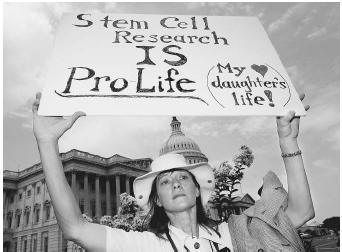 Stem Cell
Research
IS
Pro Life
(My ♥
daughter's
life!)